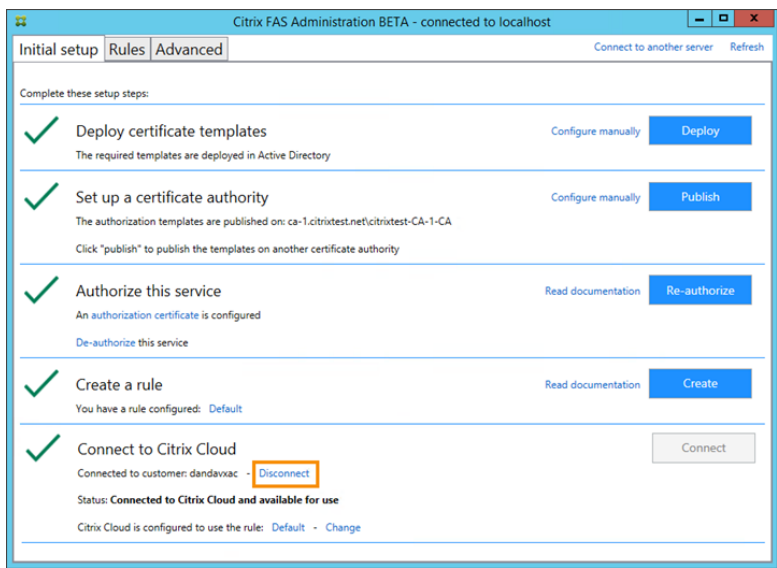 Citrix FAS Administration BETA - connected to localhost
Initial setup Rules Advanced Connect to another server Refresh
Complete these setup steps:
Deploy certificate templates Configure manually Deploy
The required templates are deployed in Active Directory
Set up a certificate authority Configure manually Publish
The authorization templates are published on: ca-1.citrixtest.net\citrixtest-CA-1-CA
Click "publish" to publish the templates on another certificate authority
Authorize this service Read documentation Re-authorize
An authorization certificate is configured
De-authorize this service
Create a rule Read documentation Create
You have a rule configured: Default
Connect to Citrix Cloud Connect
Connected to customer: dandavxac - Disconnect
Status: Connected to Citrix Cloud and available for use
Citrix Cloud is configured to use the rule: Default - Change